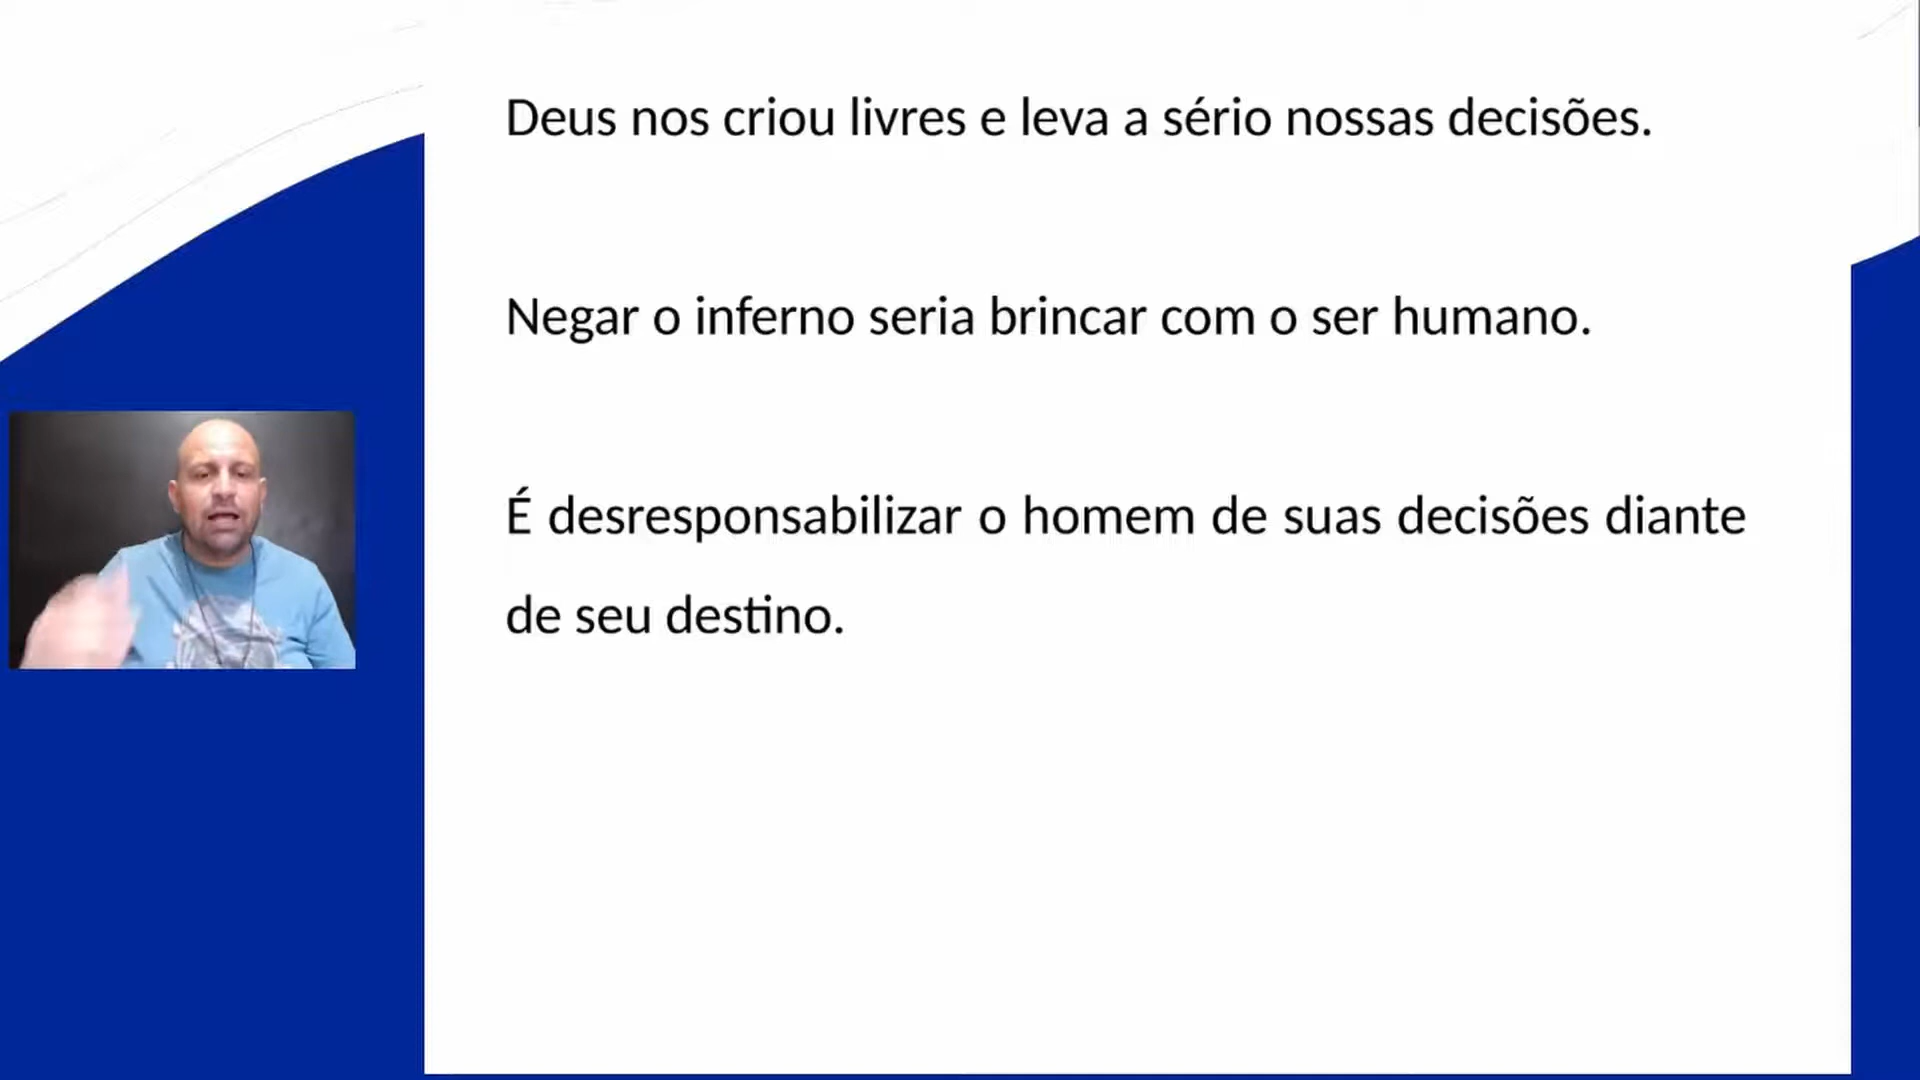 Deus nos criou livres e leva a sério nossas decisões.
Negar o inferno seria brincar com o ser humano.
É desresponsabilizar o homem de suas decisões diante
de seu destino.